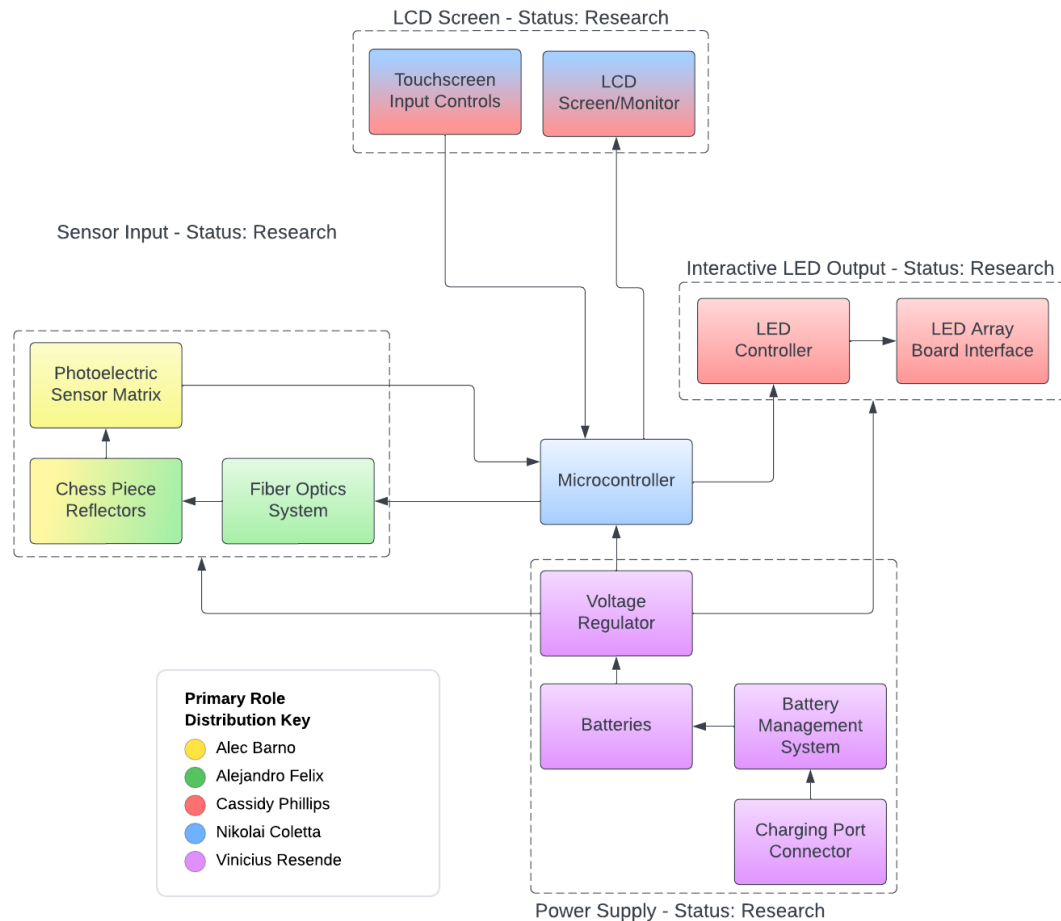 LCD Screen - Status: Research
Touchscreen
Input Controls
LCD
Screen/Monitor
Sensor Input - Status: Research
Interactive LED Output - Status: Research
LED
Controller
LED Array
Board Interface
Photoelectric
Sensor Matrix
Chess Piece
Reflectors
Fiber Optics
System
Microcontroller
Voltage
Regulator
Batteries
Battery
Management
System
Charging Port
Connector
Primary Role
Distribution Key
Alec Barno
Alejandro Felix
Cassidy Phillips
Nikolai Coletta
Vinicius Resende
Power Supply - Status: Research